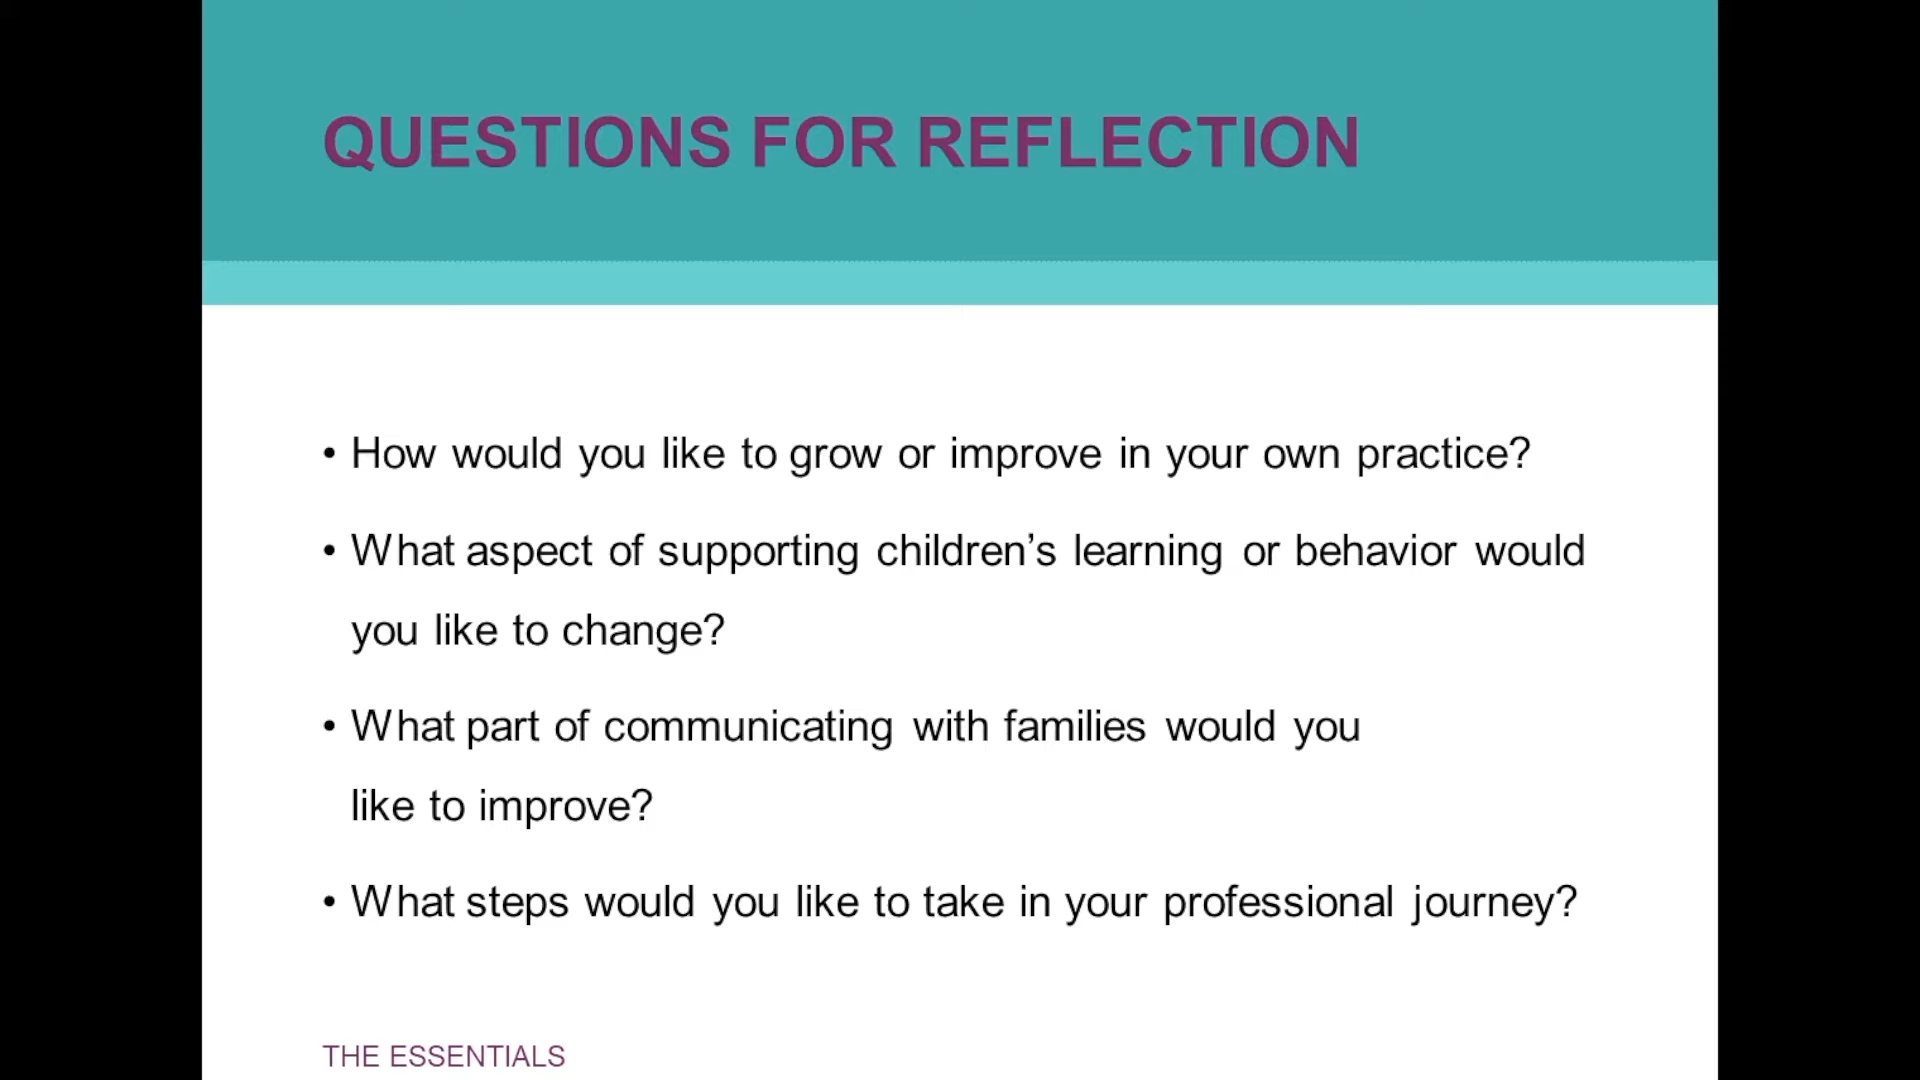 QUESTIONS FOR REFLECTION
• How would you like to grow or improve in your own practice?
• What aspect of supporting children’s learning or behavior would
you like to change?
• What part of communicating with families would you
like to improve?
• What steps would you like to take in your professional journey?
THE ESSENTIALS